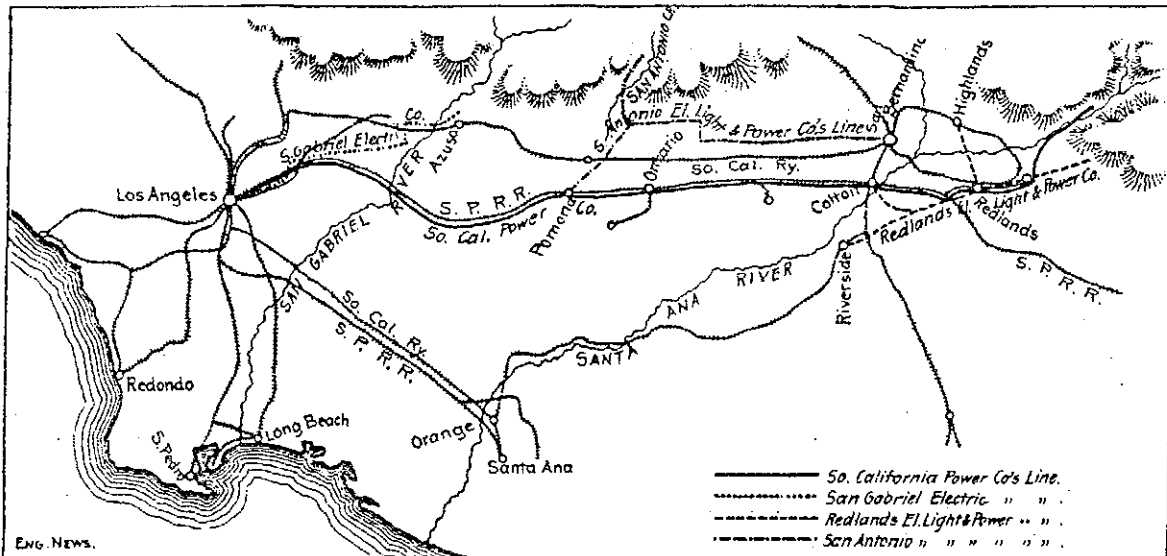 SAN ANTONIO
San Bernardino
Highlands
Co.
S. Gabriel Electric
Azusa
S. Antonio El. Light & Power Co's Line
Los Angeles
Ontario
So. Cal. Ry.
S. P. R. R.
So. Cal. Power Co.
Pomona
Colton
Redlands El. Light & Power Co.
Redlands
SAN GABRIEL RIVER
Riverside
S. P. R. R.
SANTA ANA RIVER
So. Cal. Ry.
S. P. R. R.
Redondo
Long Beach
S. Pedro
Orange
Santa Ana
So. California Power Co's Line.
San Gabriel Electric " " .
Redlands El. Light & Power " " .
San Antonio " " " " " .
ENG. NEWS.